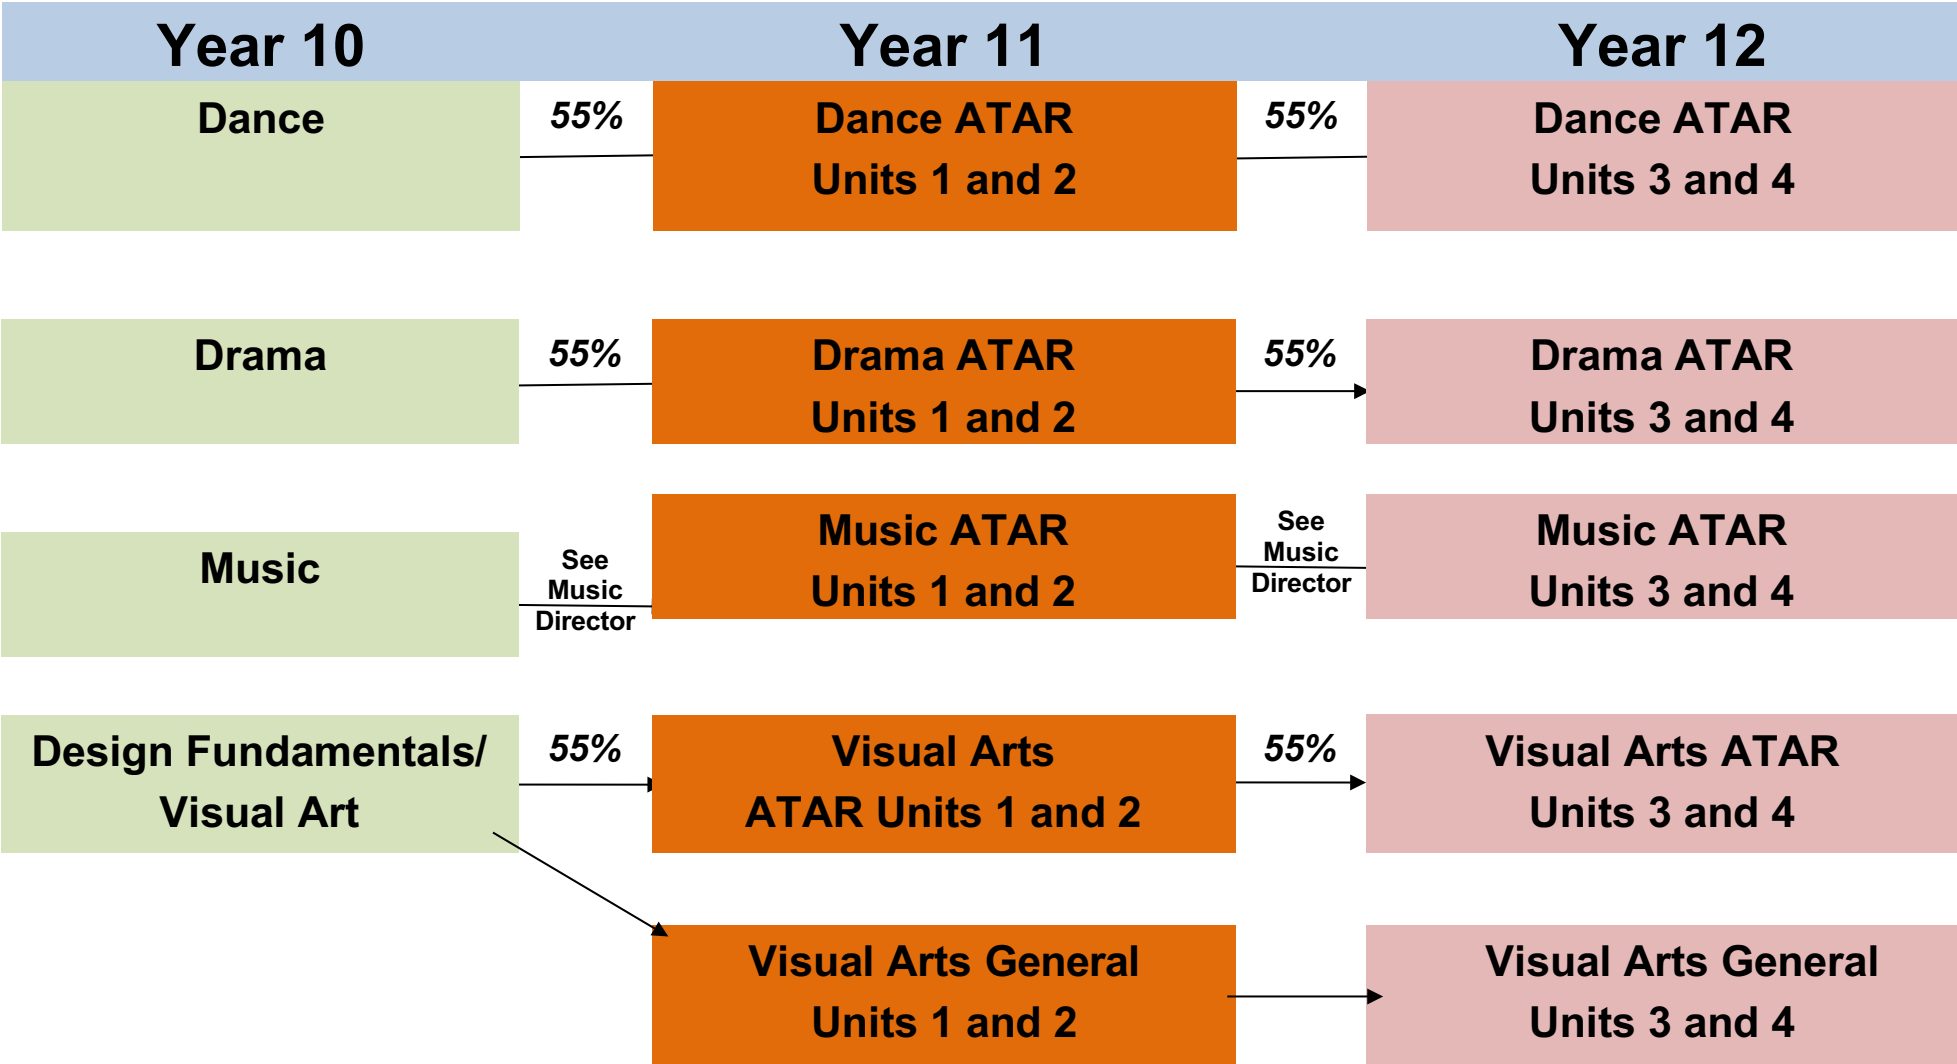 Year 10
Year 11
Year 12
Dance
55%
Dance ATAR
Units 1 and 2
55%
Dance ATAR
Units 3 and 4
Drama
55%
Drama ATAR
Units 1 and 2
55%
Drama ATAR
Units 3 and 4
Music
See
Music
Director
Music ATAR
Units 1 and 2
See
Music
Director
Music ATAR
Units 3 and 4
Design Fundamentals/
Visual Art
55%
Visual Arts
ATAR Units 1 and 2
55%
Visual Arts ATAR
Units 3 and 4
Visual Arts General
Units 1 and 2
Visual Arts General
Units 3 and 4